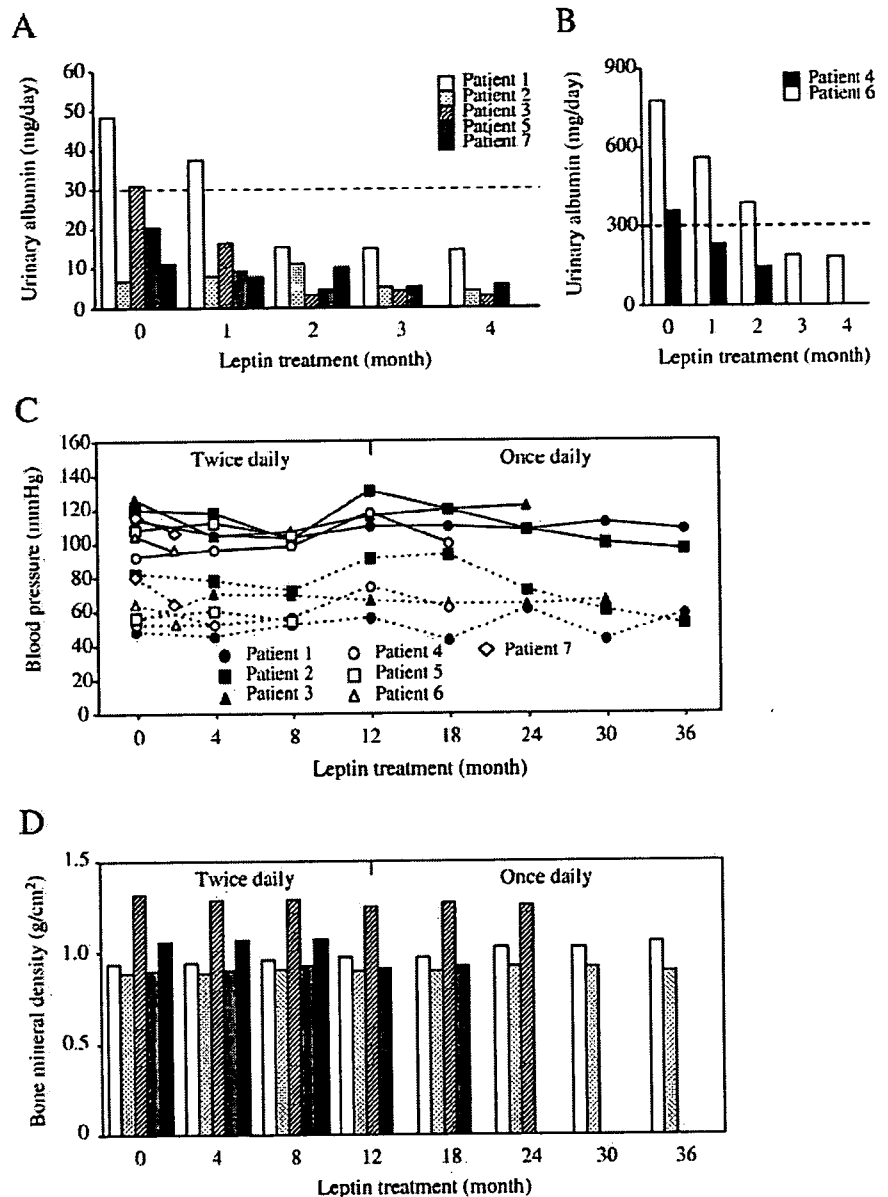 A
Urinary albumin (mg/day)
60
50
40
30
20
10
0
Patient 1
Patient 2
Patient 3
Patient 5
Patient 7
0 1 2 3 4
Leptin treatment (month)
B
Urinary albumin (mg/day)
900
600
300
0
Patient 4
Patient 6
0 1 2 3 4
Leptin treatment (month)
C
Blood pressure (mmHg)
160
140
120
100
80
60
40
20
0
Twice daily Once daily
Patient 1 Patient 4 Patient 7
Patient 2 Patient 5
Patient 3 Patient 6
0 4 8 12 18 24 30 36
Leptin treatment (month)
D
Bone mineral density (g/cm²)
1.5
1.0
0.5
0
Twice daily Once daily
0 4 8 12 18 24 30 36
Leptin treatment (month)